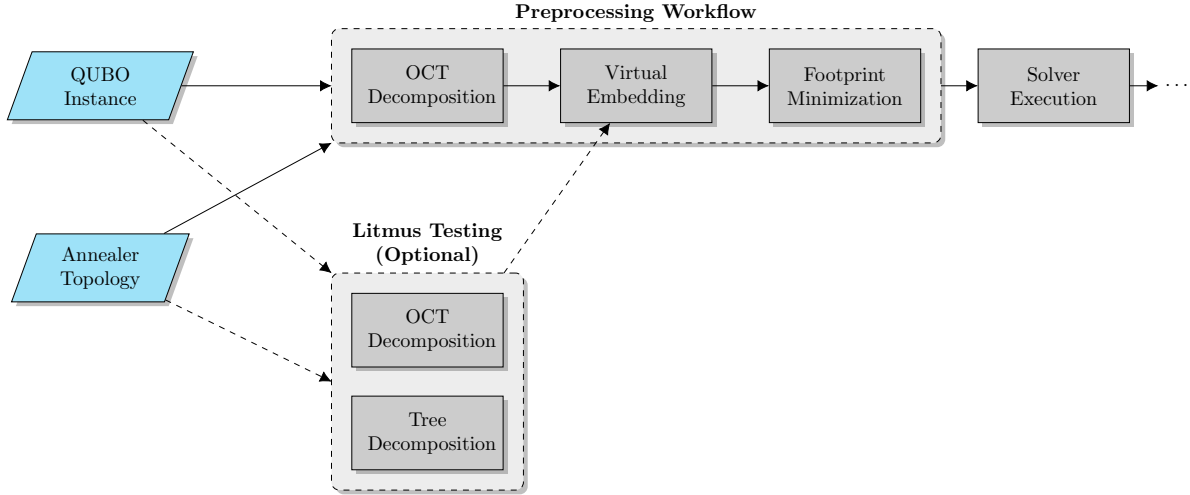 Preprocessing Workflow
QUBO
Instance
OCT
Decomposition
Virtual
Embedding
Footprint
Minimization
Solver
Execution
...
Annealer
Topology
Litmus Testing
(Optional)
OCT
Decomposition
Tree
Decomposition